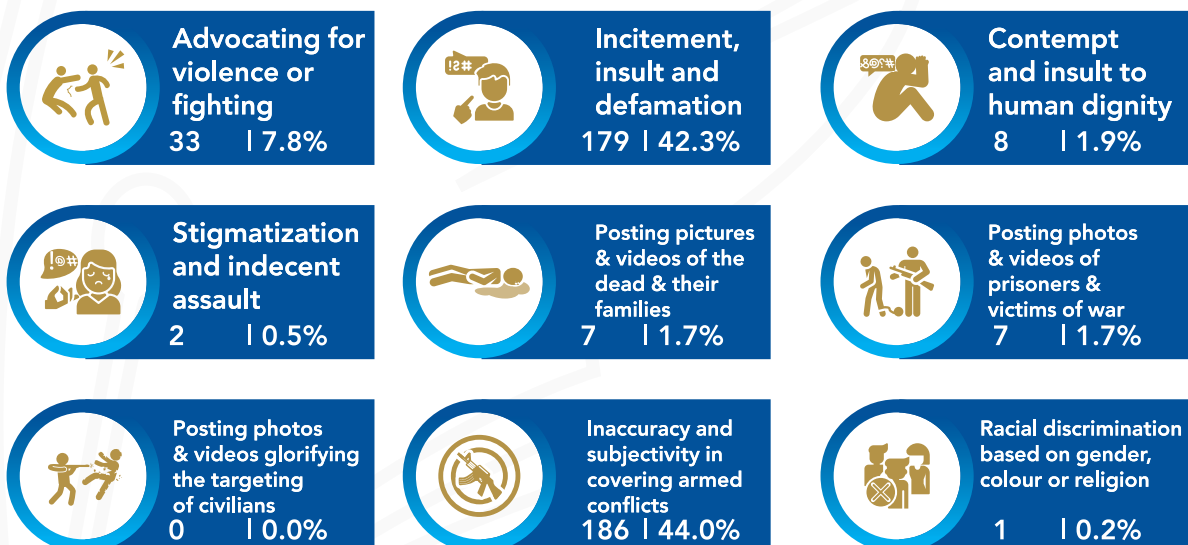 Advocating for
violence or
fighting
33 | 7.8%
Incitement,
insult and
defamation
179 | 42.3%
Contempt
and insult to
human dignity
8 | 1.9%
Stigmatization
and indecent
assault
2 | 0.5%
Posting pictures
& videos of the
dead & their
families
7 | 1.7%
Posting photos
& videos of
prisoners &
victims of war
7 | 1.7%
Posting photos
& videos glorifying
the targeting
of civilians
0 | 0.0%
Inaccuracy and
subjectivity in
covering armed
conflicts
186 | 44.0%
Racial discrimination
based on gender,
colour or religion
1 | 0.2%